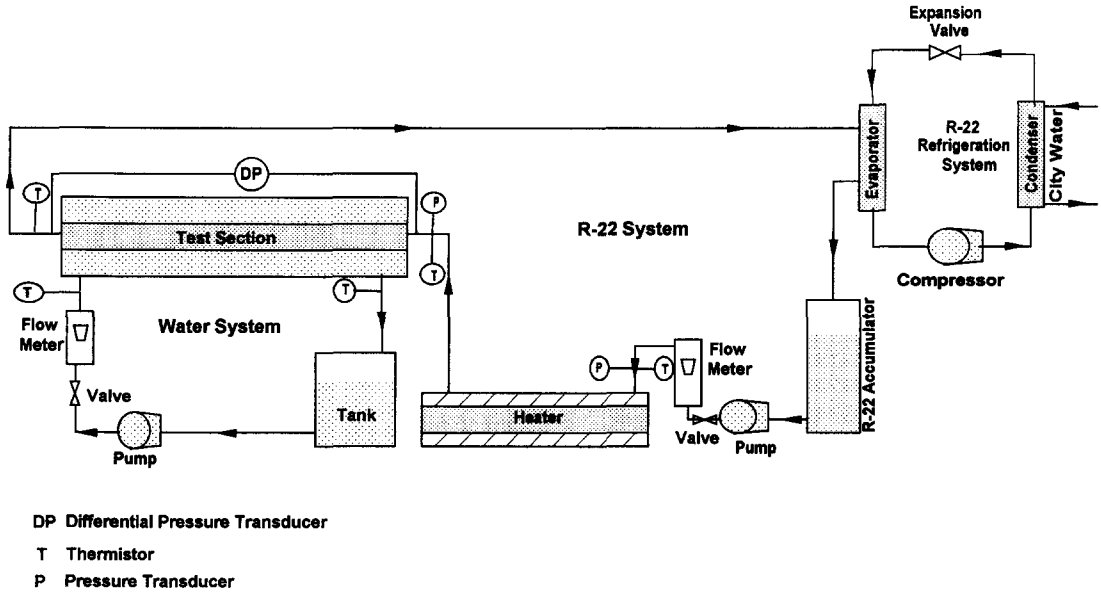 Expansion
Valve
Evaporator
R-22
Refrigeration
System
Condenser
City Water
DP
T
P
Test Section
R-22 System
T
Compressor
T
T
Water System
Flow
Meter
R-22 Accumulator
P
T
Flow
Meter
Valve
Tank
Heater
Pump
Valve
Pump
DP Differential Pressure Transducer
T Thermistor
P Pressure Transducer